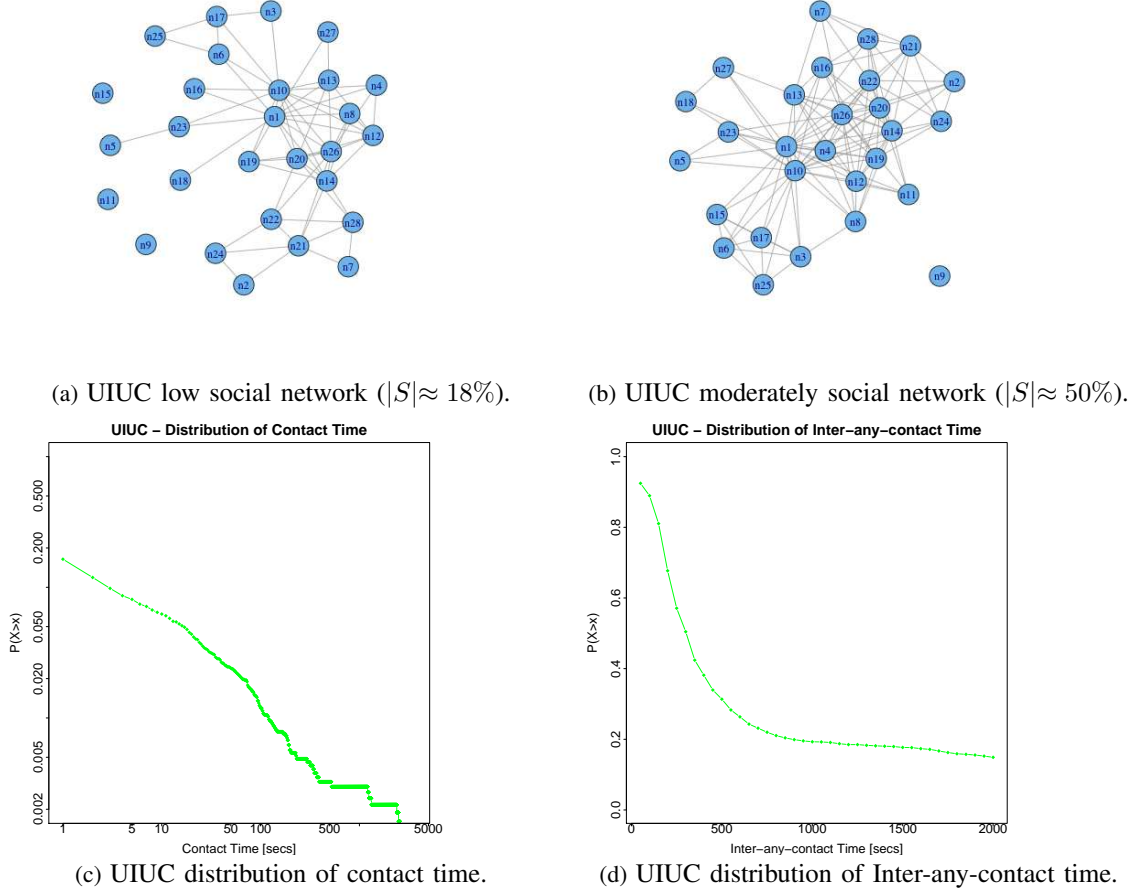 n17
n3
n25
n27
n6
n13
n4
n16
n10
n15
n8
n1
n23
n12
n5
n26
n19
n20
n18
n14
n11
n22
n28
n9
n21
n24
n7
n2
n7
n28
n21
n16
n27
n22
n2
n13
n18
n20
n26
n24
n23
n14
n1
n4
n5
n19
n10
n12
n11
n15
n8
n17
n6
n3
n9
n25
(a) UIUC low social network (|S|≈ 18%).
(b) UIUC moderately social network (|S|≈ 50%).
UIUC − Distribution of Contact Time
P(X>x)
0.500
0.200
0.050
0.020
0.005
0.002
1 5 10 50 100 500 5000
Contact Time [secs]
UIUC − Distribution of Inter−any−contact Time
P(X>x)
1.0
0.8
0.6
0.4
0.2
0.0
0 500 1000 1500 2000
Inter−any−contact Time [secs]
(c) UIUC distribution of contact time.
(d) UIUC distribution of Inter-any-contact time.